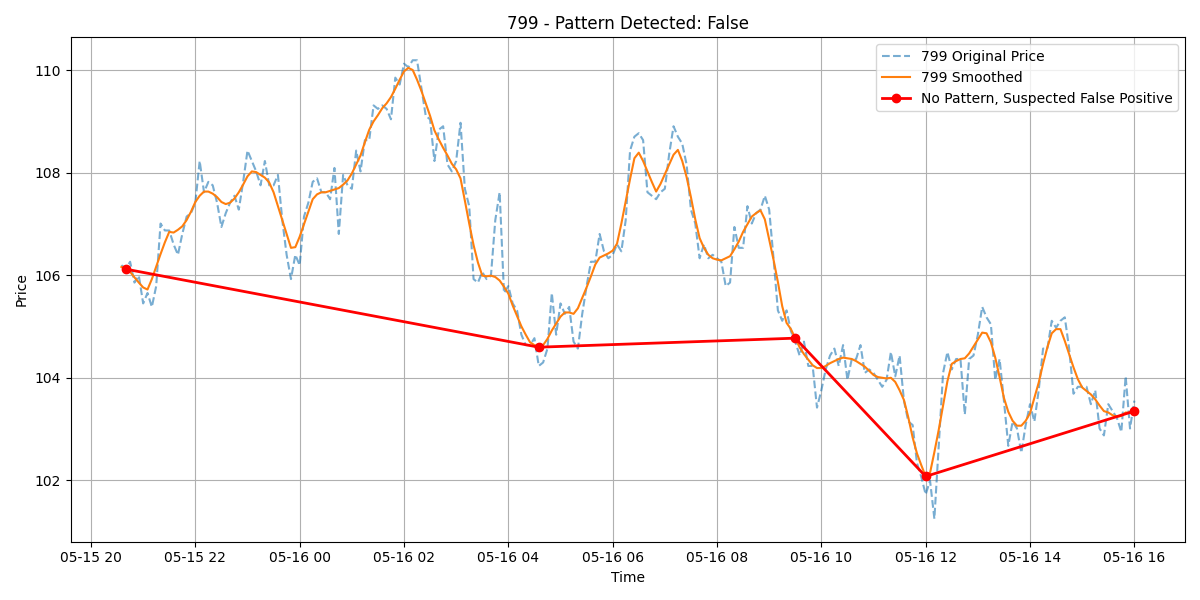 799 - Pattern Detected: False
799 Original Price
799 Smoothed
No Pattern, Suspected False Positive
Price
110
108
106
104
102
05-15 20
05-15 22
05-16 00
05-16 02
05-16 04
05-16 06
05-16 08
05-16 10
05-16 12
05-16 14
05-16 16
Time